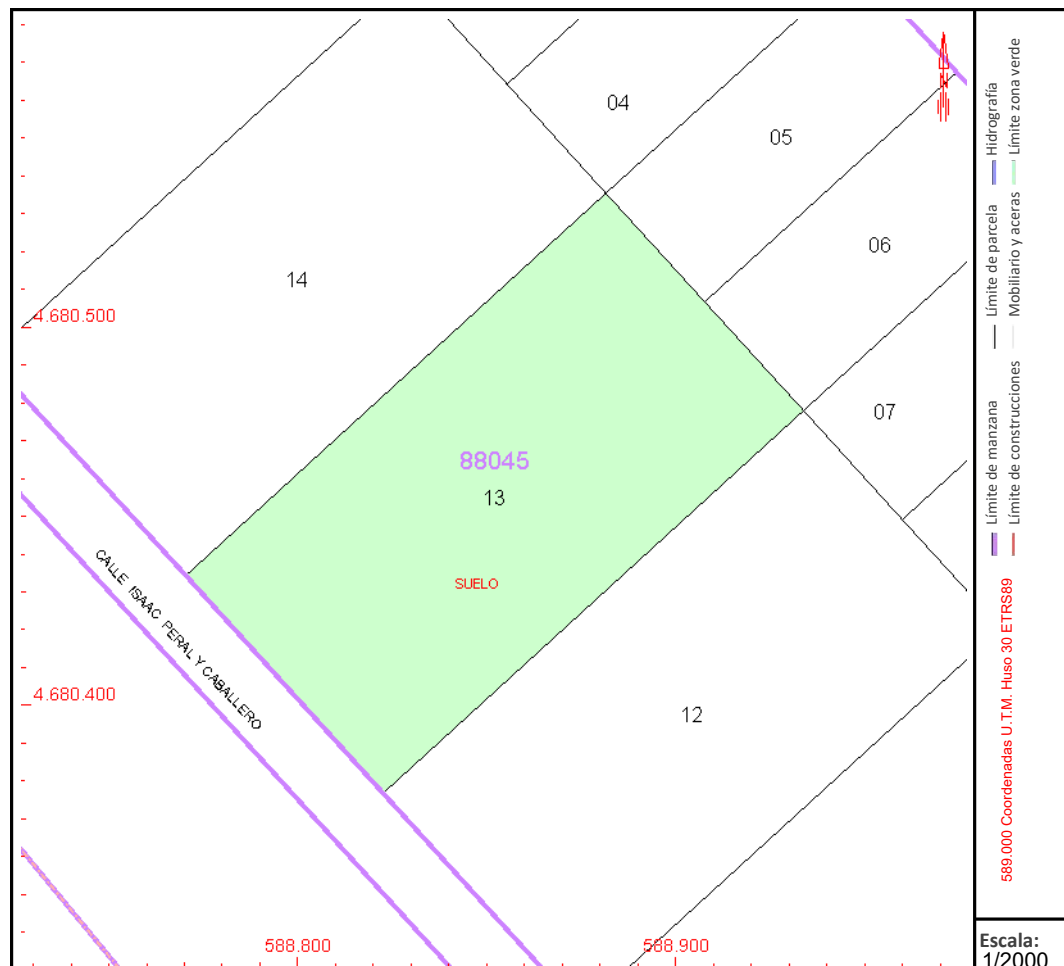 04
05
06
14
4.680.500
07
88045
13
SUELO
CALLE ISAAC PERAL Y CABALLERO
4.680.400
12
588.800
588.900
N
Hidrografía
Límite zona verde
Límite de parcela
Mobiliario y aceras
Límite de manzana
Límite de construcciones
589.000 Coordenadas U.T.M. Huso 30 ETRS89
Escala:
1/2000